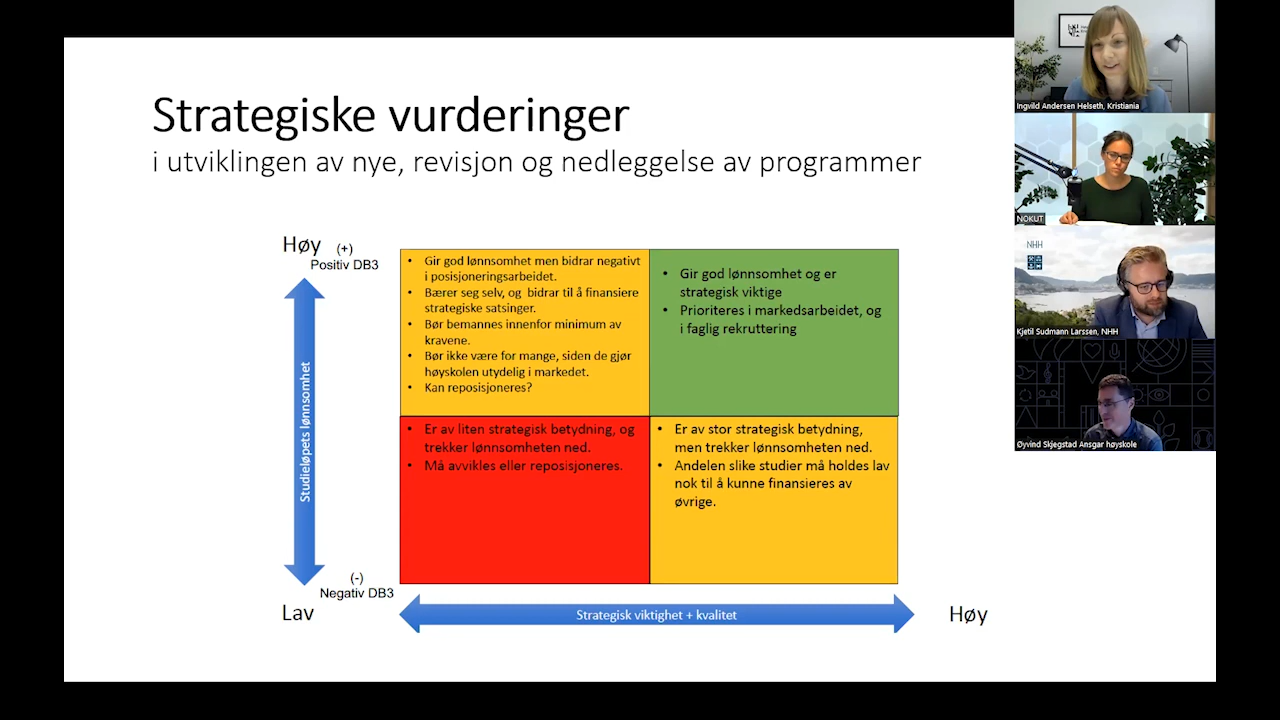 Strategiske vurderinger
i utviklingen av nye, revisjon og nedleggelse av programmer
Høy (+)
Positiv DB3
Studieløpets lønnsomhet
(-)
Negativ DB3
Lav
• Gir god lønnsomhet men bidrar negativt
i posisjoneringsarbeidet.
• Bærer seg selv, og bidrar til å finansiere
strategiske satsinger.
• Bør bemannes innenfor minimum av
kravene.
• Bør ikke være for mange, siden de gjør
høyskolen utydelig i markedet.
• Kan reposisjoneres?
• Gir god lønnsomhet og er
strategisk viktige
• Prioriteres i markedsarbeidet, og
i faglig rekruttering
• Er av liten strategisk betydning, og
trekker lønnsomheten ned.
• Må avvikles eller reposisjoneres.
• Er av stor strategisk betydning,
men trekker lønnsomheten ned.
• Andelen slike studier må holdes lav
nok til å kunne finansieres av
øvrige.
Strategisk viktighet + kvalitet
Høy
Ingvild Andersen Helseth, Kristiania
NOKUT
NHH
Kjetil Sudmann Larssen, NHH
Øyvind Skjegstad Ansgar høyskole